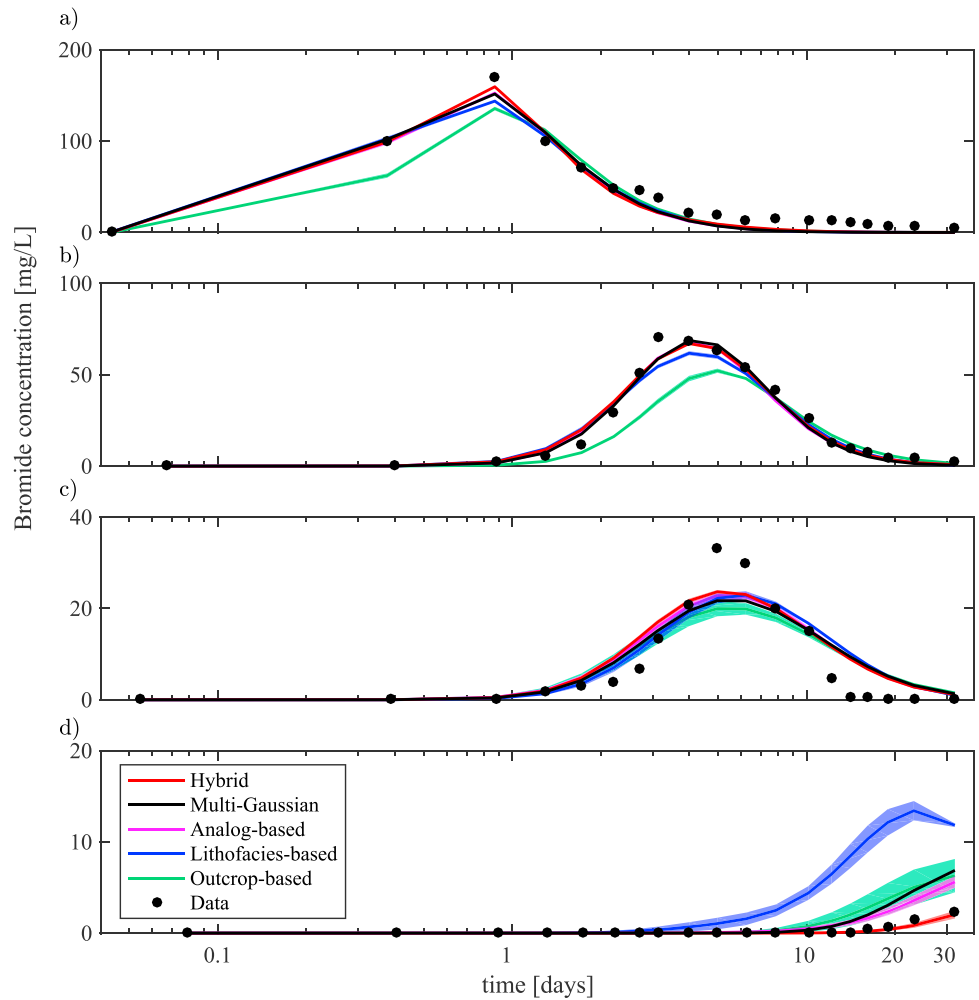 a)
200
100
0
b)
100
50
0
c)
40
20
0
d)
20
10
0
Bromide concentration [mg/L]
Hybrid
Multi-Gaussian
Analog-based
Lithofacies-based
Outcrop-based
Data
0.1 1 10 20 30
time [days]